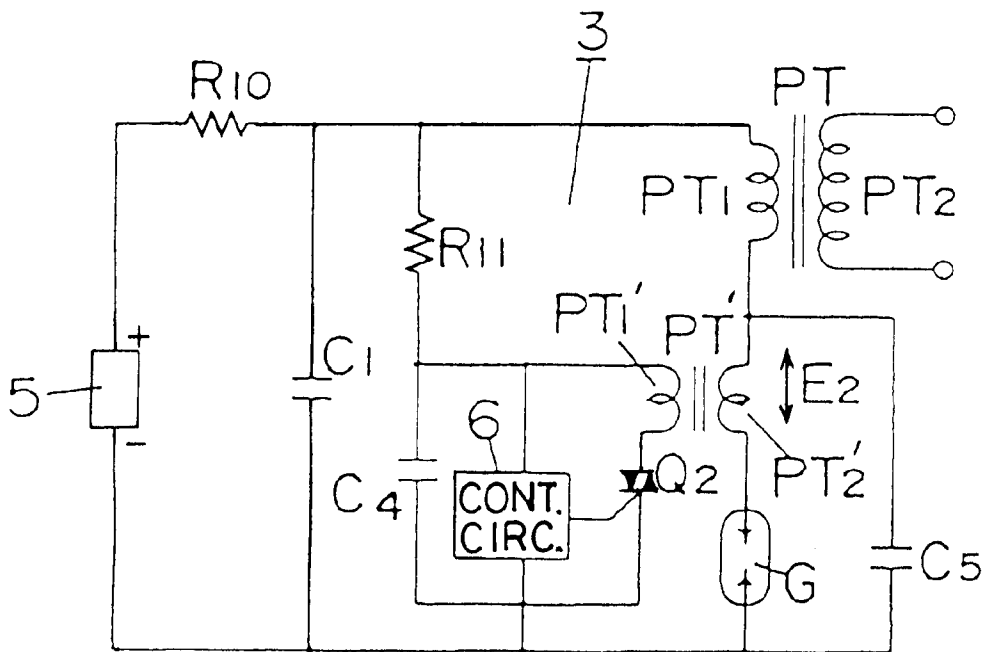 3
R10
PT
PT1
PT2
R11
PT1'
PT'
+
C1
5
E2
-
6
Q2
PT2'
C4
CONT.
CIRC.
G
C5